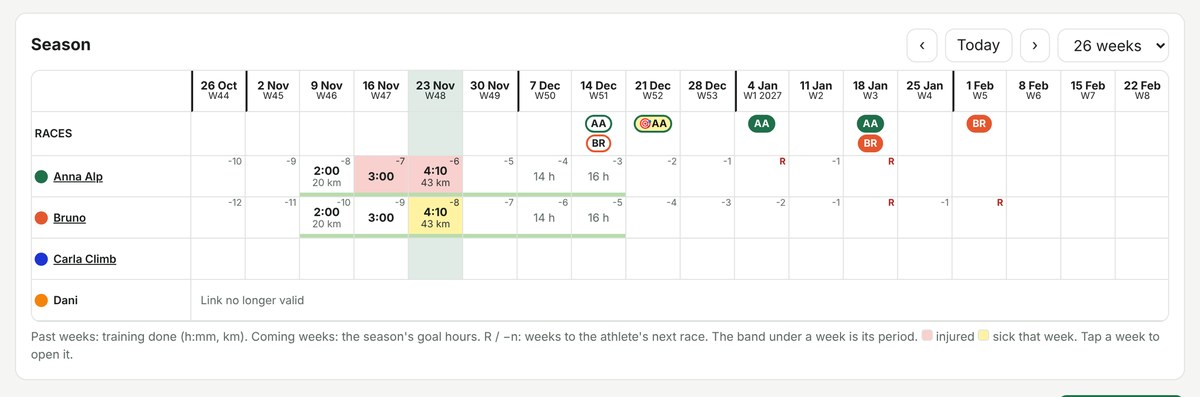 Season
‹ Today › 26 weeks
26 Oct 2 Nov 9 Nov 16 Nov 23 Nov 30 Nov 7 Dec 14 Dec 21 Dec 28 Dec 4 Jan 11 Jan 18 Jan 25 Jan 1 Feb 8 Feb 15 Feb 22 Feb
W44 W45 W46 W47 W48 W49 W50 W51 W52 W53 W1 2027 W2 W3 W4 W5 W6 W7 W8
RACES
AA 🎯AA AA AA BR
BR BR
-10 -9 -8 -7 -6 -5 -4 -3 -2 -1 R -1 R
Anna Alp 2:00 3:00 4:10 14 h 16 h
20 km 43 km
-12 -11 -10 -9 -8 -7 -6 -5 -4 -3 -2 -1 R -1 R
Bruno 2:00 3:00 4:10 14 h 16 h
20 km 43 km
Carla Climb
Dani Link no longer valid
Past weeks: training done (h:mm, km). Coming weeks: the season's goal hours. R / −n: weeks to the athlete's next race. The band under a week is its period. injured sick that week. Tap a week to
open it.